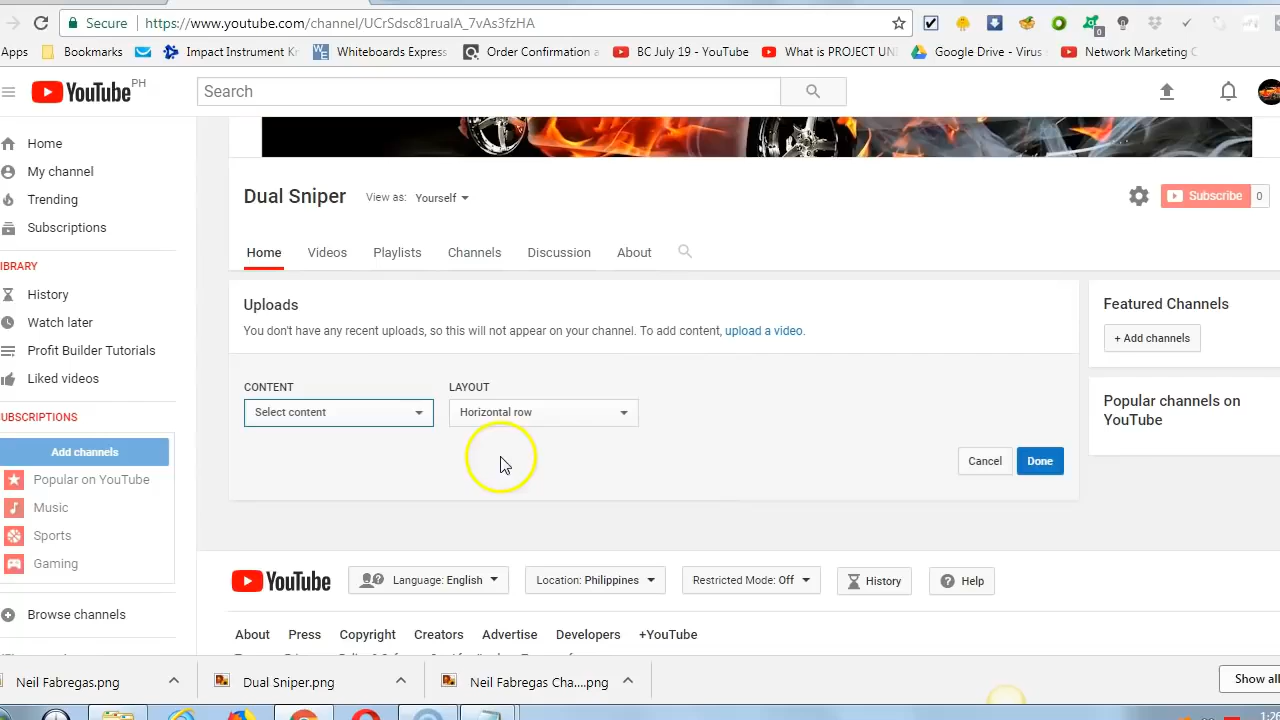 Secure https://www.youtube.com/channel/UCrSdsc81ruaIA_7vAs3fzHA
Apps Bookmarks Impact Instrument Kr Whiteboards Express Order Confirmation a BC July 19 - YouTube What is PROJECT UNI Google Drive - Virus Network Marketing C
YouTube PH
Search
Home
My channel
Trending
Subscriptions
LIBRARY
History
Watch later
Profit Builder Tutorials
Liked videos
SUBSCRIPTIONS
Add channels
Popular on YouTube
Music
Sports
Gaming
Browse channels
Dual Sniper View as: Yourself
Subscribe 0
Home Videos Playlists Channels Discussion About
Uploads
You don't have any recent uploads, so this will not appear on your channel. To add content, upload a video.
CONTENT LAYOUT
Select content Horizontal row
Cancel Done
Featured Channels
+ Add channels
Popular channels on
YouTube
YouTube Language: English Location: Philippines Restricted Mode: Off History Help
About Press Copyright Creators Advertise Developers +YouTube
Neil Fabregas.png Dual Sniper.png Neil Fabregas Cha....png Show all